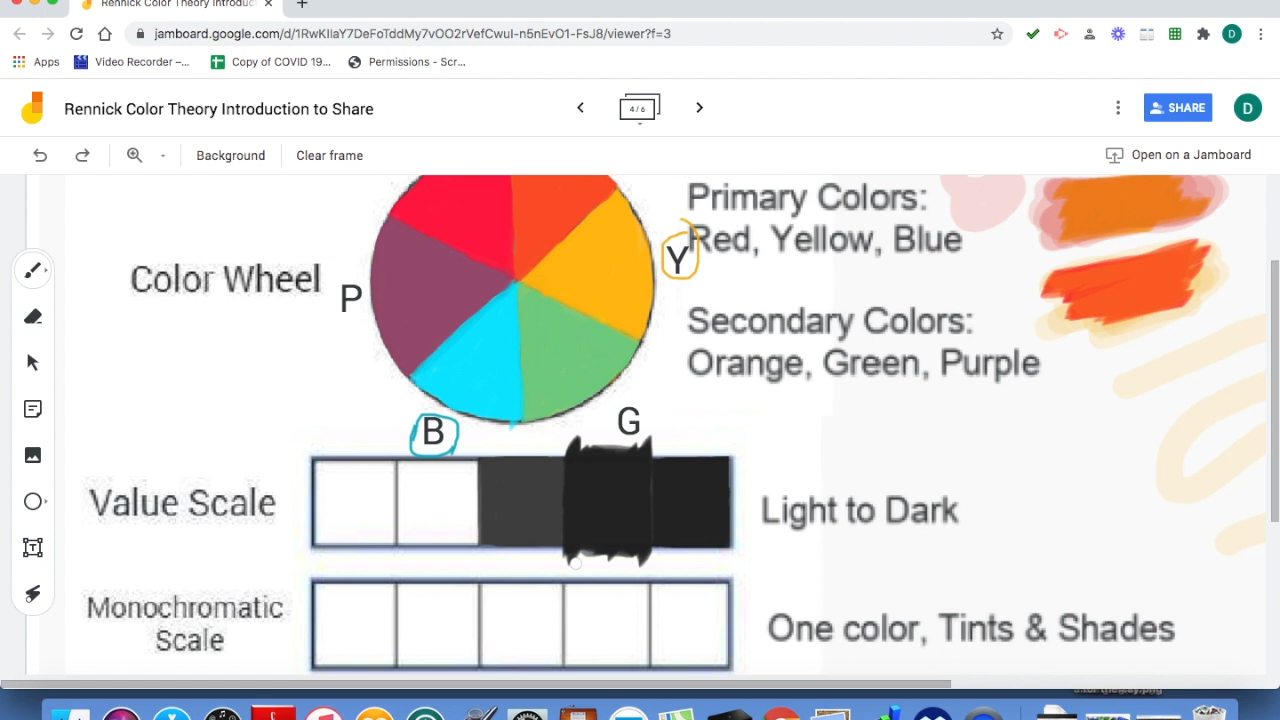 Rennick Color Theory Introduct
jamboard.google.com/d/1RwKIlaY7DeFoTddMy7vOO2rVefCwuI-n5nEvO1-FsJ8/viewer?f=3
D
Apps
Video Recorder –...
Copy of COVID 19...
Permissions - Scr...
Rennick Color Theory Introduction to Share
4 / 6
SHARE
D
Background
Clear frame
Open on a Jamboard
Primary Colors:
Red, Yellow, Blue
Y
Color Wheel
P
Secondary Colors:
Orange, Green, Purple
G
B
Value Scale
Light to Dark
Monochromatic
Scale
One color, Tints & Shades